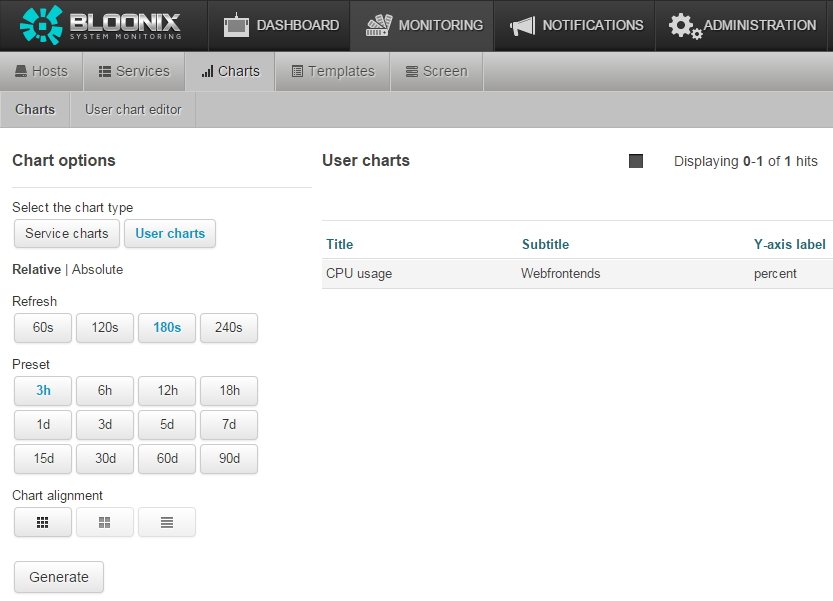 BLOONIX
SYSTEM MONITORING
DASHBOARD MONITORING NOTIFICATIONS ADMINISTRATION
Hosts Services Charts Templates Screen
Charts User chart editor
Chart options
User charts Displaying 0-1 of 1 hits
Select the chart type
Service charts User charts
Relative | Absolute
Refresh
60s 120s 180s 240s
Preset
3h 6h 12h 18h
1d 3d 5d 7d
15d 30d 60d 90d
Chart alignment
Generate
Title Subtitle Y-axis label
CPU usage Webfrontends percent